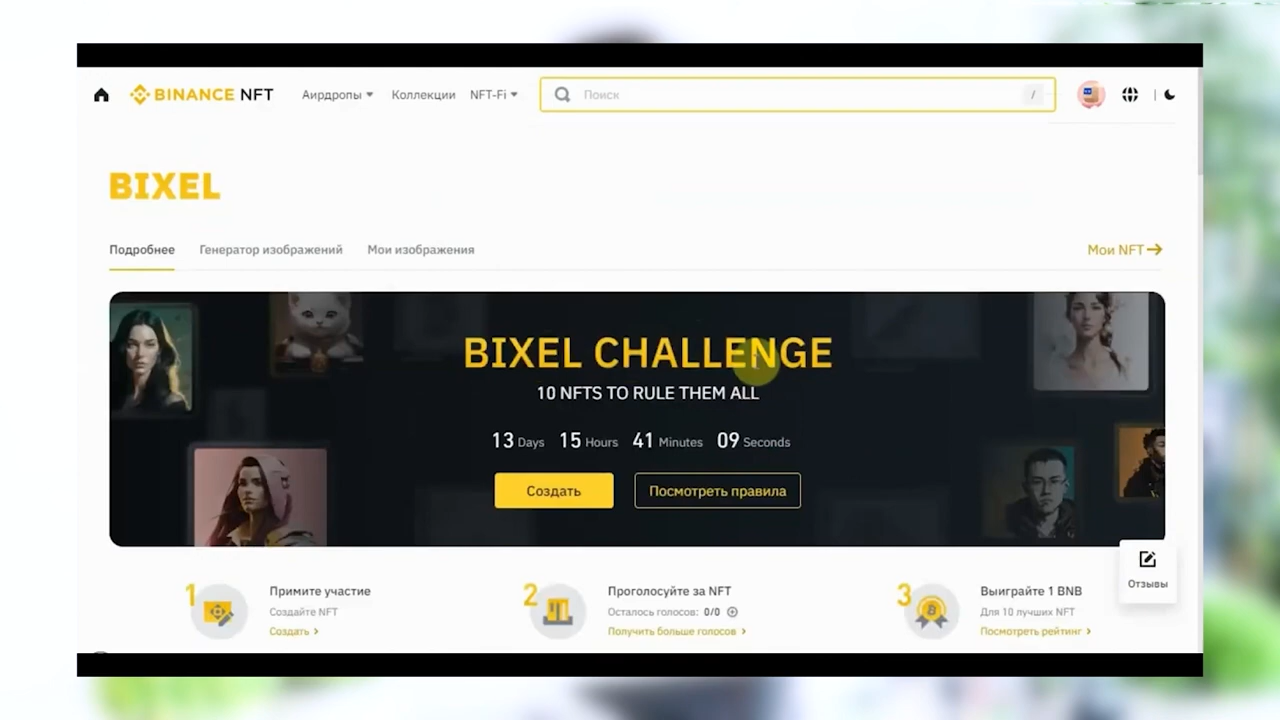 BINANCE NFT Аирдропы Коллекции NFT-Fi Поиск /
BIXEL
Подробнее Генератор изображений Мои изображения Мои NFT
BIXEL CHALLENGE
10 NFTS TO RULE THEM ALL
13 Days 15 Hours 41 Minutes 09 Seconds
Создать Посмотреть правила
Отзывы
1 Примите участие
Создайте NFT
Создать
2 Проголосуйте за NFT
Осталось голосов: 0/0
Получить больше голосов
3 Выиграйте 1 BNB
Для 10 лучших NFT
Посмотреть рейтинг